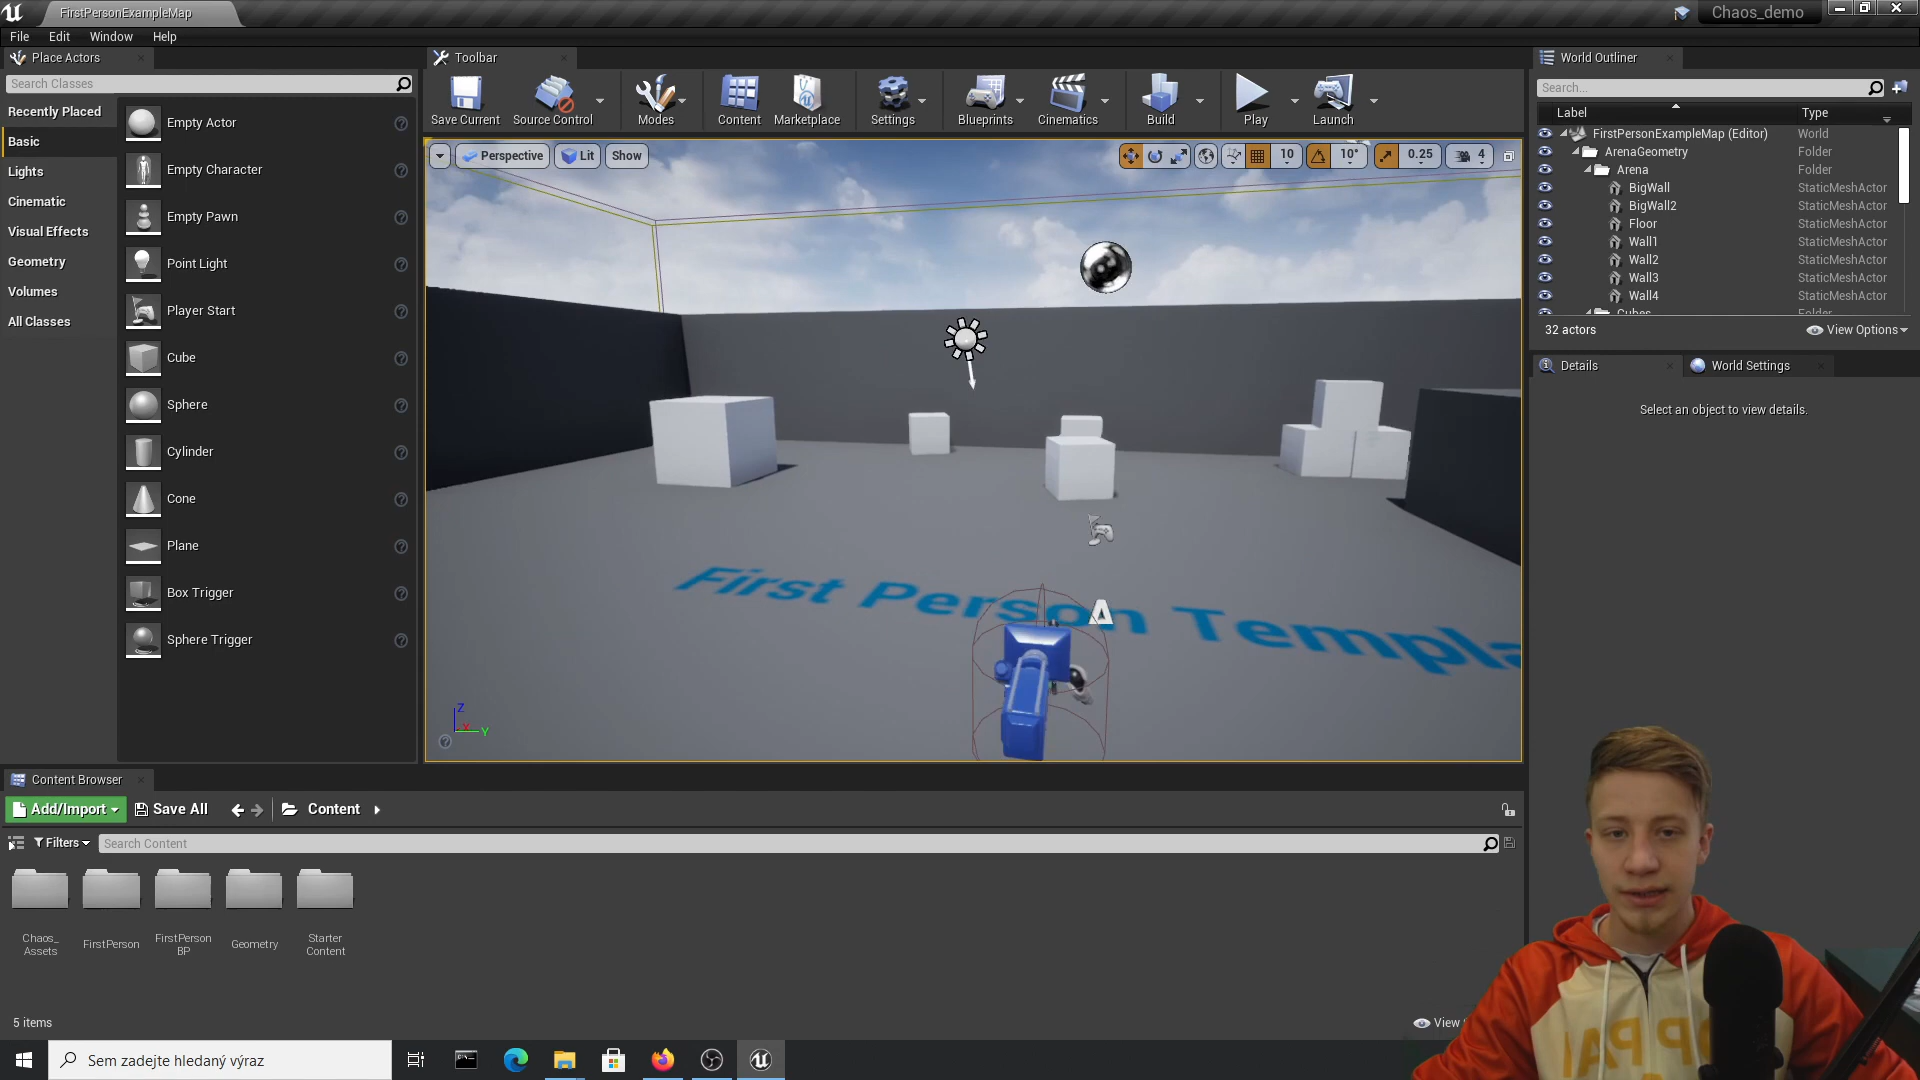 FirstPersonExampleMap
Chaos_demo
File Edit Window Help
Place Actors
Search Classes
Recently Placed
Basic
Lights
Cinematic
Visual Effects
Geometry
Volumes
All Classes
Empty Actor
Empty Character
Empty Pawn
Point Light
Player Start
Cube
Sphere
Cylinder
Cone
Plane
Box Trigger
Sphere Trigger
Toolbar
Save Current
Source Control
Modes
Content
Marketplace
Settings
Blueprints
Cinematics
Build
Play
Launch
Perspective
Lit
Show
10
10°
0.25
4
First Person Templa
Z
X
Y
World Outliner
Search...
Label Type
FirstPersonExampleMap (Editor) World
ArenaGeometry Folder
Arena Folder
BigWall StaticMeshActor
BigWall2 StaticMeshActor
Floor StaticMeshActor
Wall1 StaticMeshActor
Wall2 StaticMeshActor
Wall3 StaticMeshActor
Wall4 StaticMeshActor
Cubes Folder
32 actors
View Options
Details
World Settings
Select an object to view details.
Content Browser
Add/Import
Save All
Content
Filters
Search Content
Chaos_
Assets
FirstPerson
FirstPerson
BP
Geometry
Starter
Content
5 items
View
Sem zadejte hledaný výraz